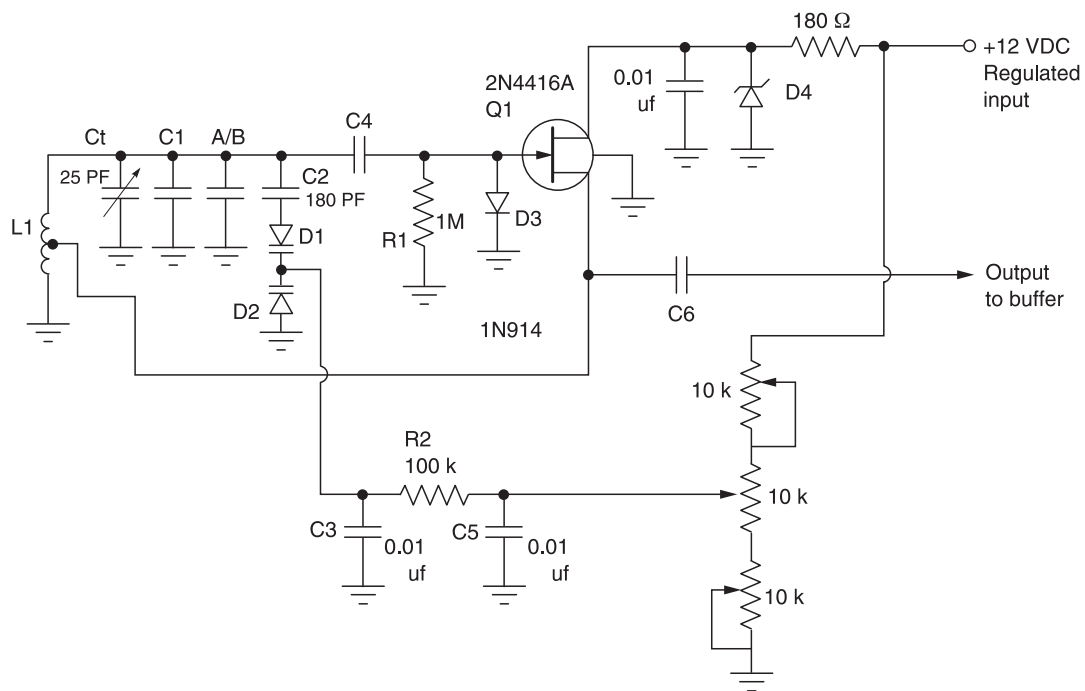 180 Ω
+12 VDC
Regulated
input
2N4416A
Q1
0.01
uf
D4
Ct
C1
A/B
C4
25 PF
C2
180 PF
L1
D1
R1
1M
D3
D2
1N914
C6
Output
to buffer
10 k
R2
100 k
10 k
C3
0.01
uf
C5
0.01
uf
10 k